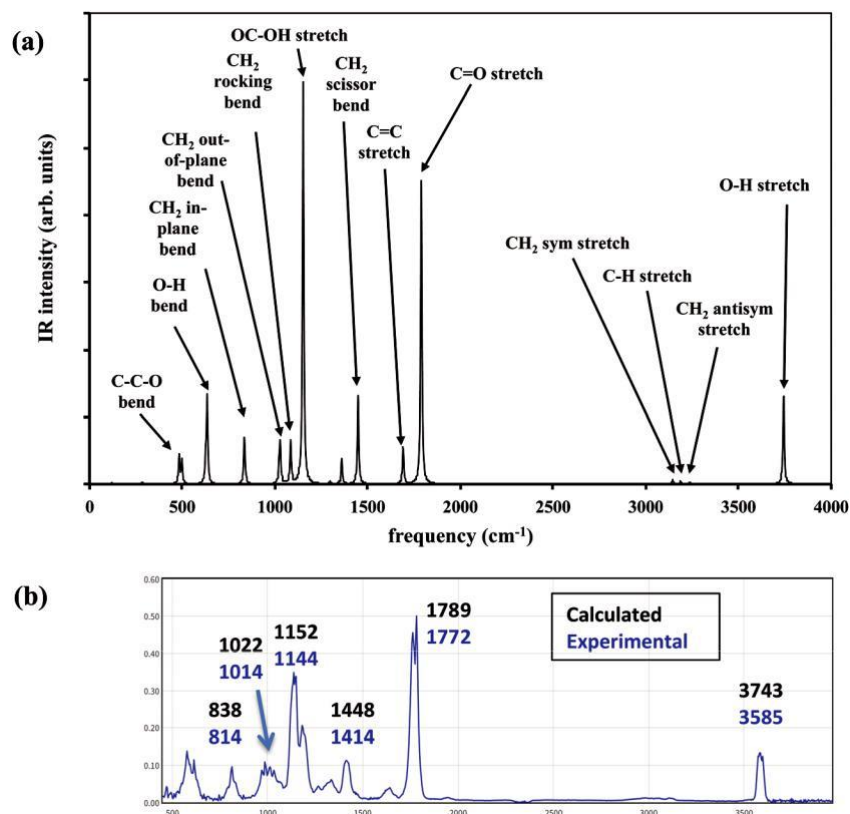 (a)
OC-OH stretch
CH₂
rocking
bend
CH₂
scissor
bend
C=O stretch
C=C
stretch
CH₂ out-
of-plane
bend
O-H stretch
CH₂ in-
plane
bend
CH₂ sym stretch
C-H stretch
O-H
bend
CH₂ antisym
stretch
C-C-O
bend
IR intensity (arb. units)
0 500 1000 1500 2000 2500 3000 3500 4000
frequency (cm⁻¹)
(b)
0.60
0.50
0.40
0.30
0.20
0.10
0.00
1789
1772
Calculated
Experimental
1022
1014
1152
1144
838
814
1448
1414
3743
3585
500 1000 1500 2000 2500 3000 3500